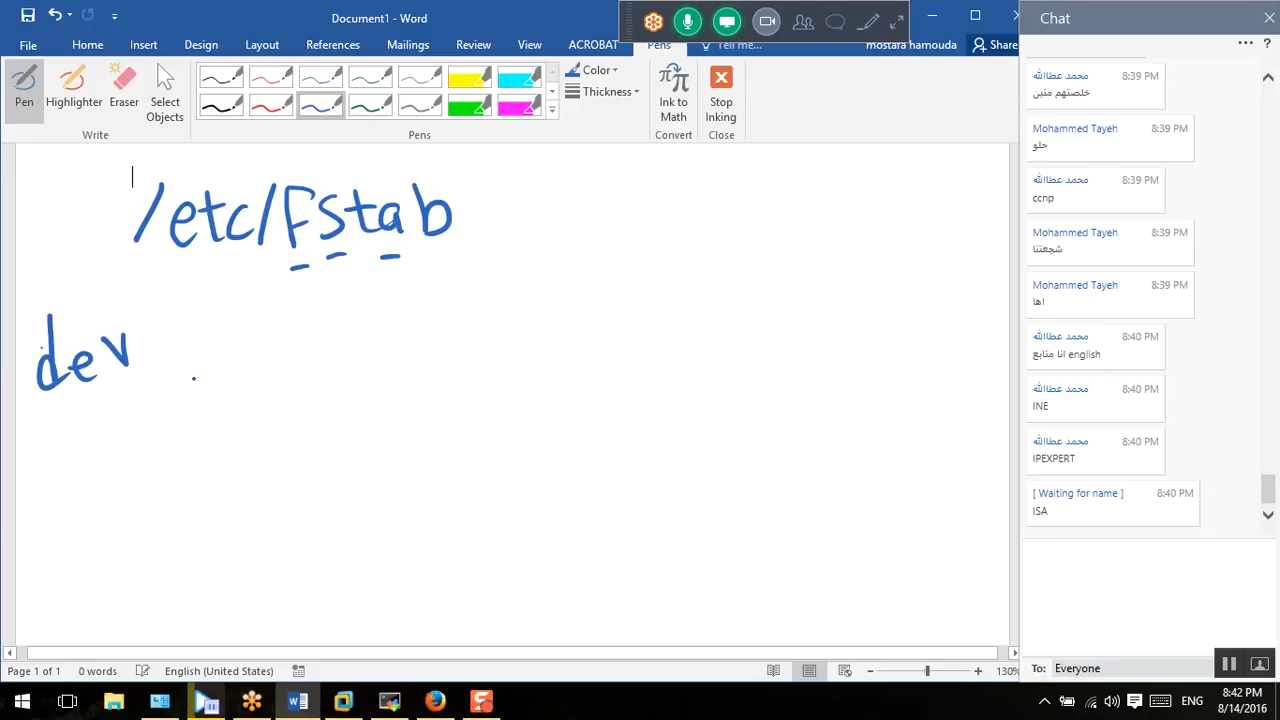 Document1 - Word
File
Home
Insert
Design
Layout
References
Mailings
Review
View
ACROBAT
Pens
Tell me...
mostafa hamouda
Share
Pen
Highlighter
Eraser
Select Objects
Color
Thickness
Ink to Math
Stop Inking
Write
Pens
Convert
Close
/etc/fstab
dev
Page 1 of 1
0 words
English (United States)
130%
Chat
محمد عطاالله 8:39 PM
خلصتهم منين
Mohammed Tayeh 8:39 PM
حلو
محمد عطاالله 8:39 PM
ccnp
Mohammed Tayeh 8:39 PM
شجعتنا
Mohammed Tayeh 8:39 PM
اها
محمد عطاالله 8:40 PM
انا متابع english
محمد عطاالله 8:40 PM
INE
محمد عطاالله 8:40 PM
IPEXPERT
[ Waiting for name ] 8:40 PM
ISA
To: Everyone
ENG
8:42 PM
8/14/2016